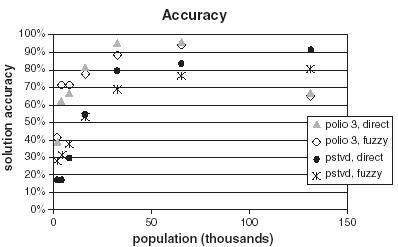 Accuracy
100%
90%
80%
70%
60%
50%
40%
30%
20%
10%
0%
solution accuracy
0
50
100
150
population (thousands)
polio 3, direct
polio 3, fuzzy
pstvd, direct
pstvd, fuzzy